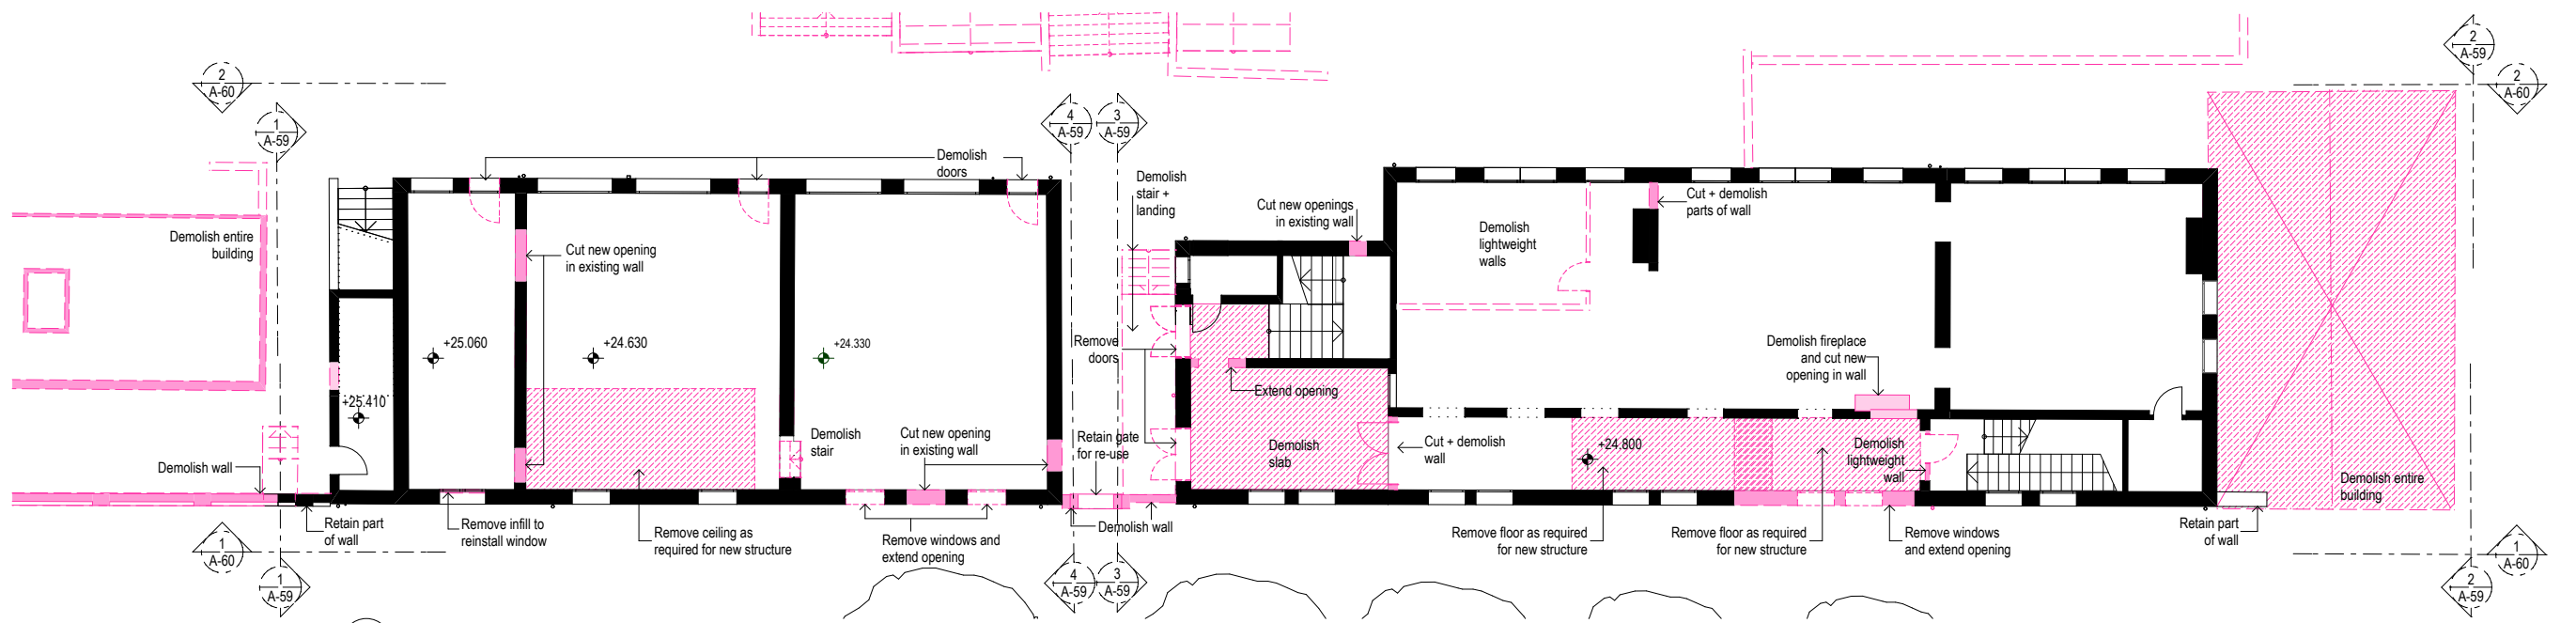 2
A-60
1
A-59
4
A-59
3
A-59
2
A-59
2
A-60
Demolish
doors
Demolish
stair +
landing
Cut new openings
in existing wall
Cut + demolish
parts of wall
Demolish entire
building
Cut new opening
in existing wall
Demolish
lightweight
walls
+25.060
+24.630
+24.330
Remove
doors
Demolish fireplace
and cut new
opening in wall
+25.410
Extend opening
Demolish
stair
Cut new opening
in existing wall
Retain gate
for re-use
Demolish
slab
Cut + demolish
wall
+24.800
Demolish
lightweight
wall
Demolish wall
Demolish entire
building
Retain part
of wall
Remove infill to
reinstall window
Remove ceiling as
required for new structure
Remove windows and
extend opening
Demolish wall
Remove floor as required
for new structure
Remove floor as required
for new structure
Remove windows
and extend opening
Retain part
of wall
1
A-60
1
A-59
4
A-59
3
A-59
1
A-60
2
A-59